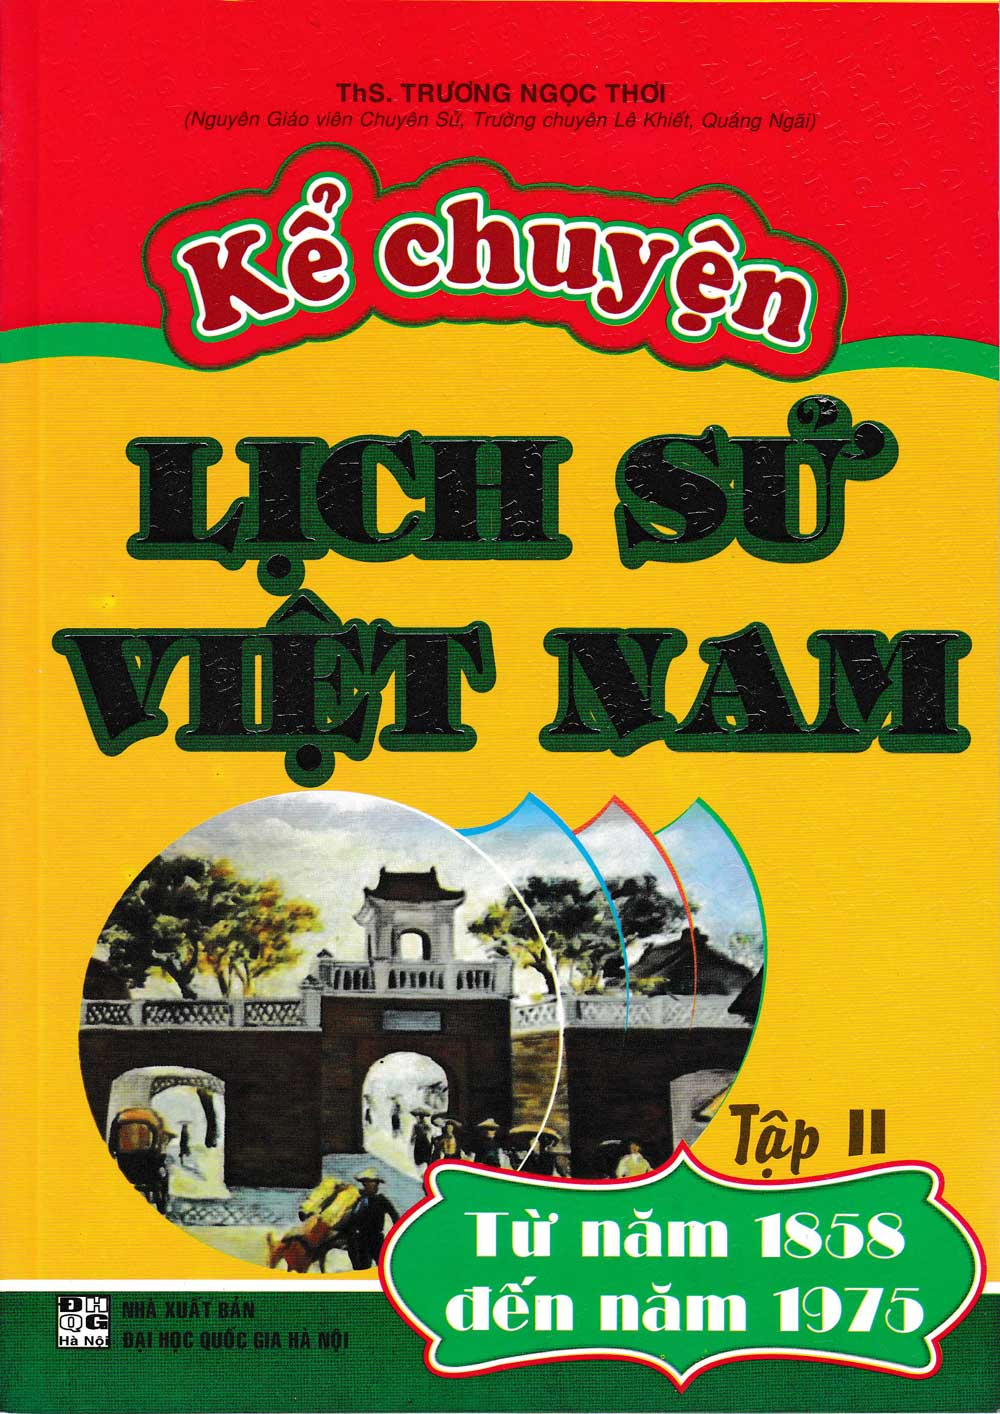 ThS. TRƯƠNG NGỌC THƠI
(Nguyên Giáo viên Chuyên Sử, Trường chuyên Lê Khiết, Quảng Ngãi)
Kể chuyện
LỊCH SỬ
VIỆT NAM
Tập II
Từ năm 1858
đến năm 1975
ĐH
QG
Hà Nội
NHÀ XUẤT BẢN
ĐẠI HỌC QUỐC GIA HÀ NỘI